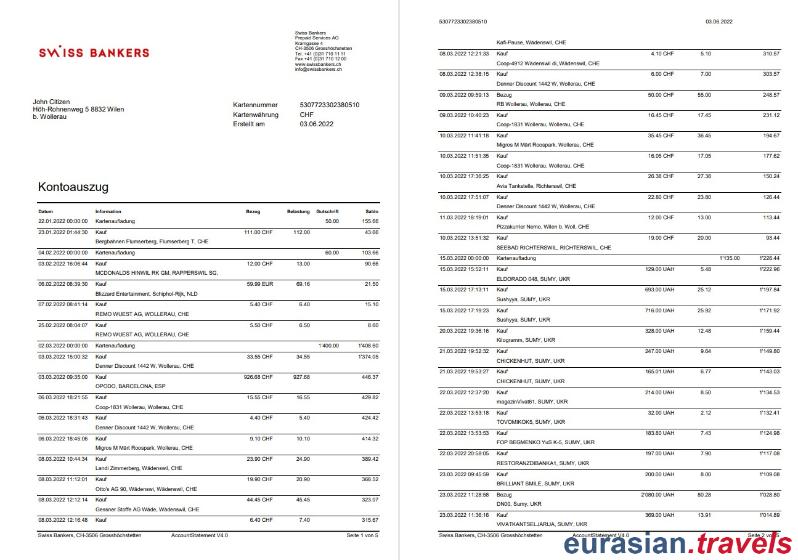 SWISS BANKERS
Swiss Bankers
Prepaid Services AG
Kramgasse 4
CH-3506 Grosshöchstetten
Tel. +41 (0)31 710 11 11
Fax +41 (0)31 710 12 00
www.swissbankers.ch
info@swissbankers.ch
John Citizen
Höh-Rohnenweg 5 8832 Wilen
b. Wollerau
Kartennummer 5307723302380510
Kartenwährung CHF
Erstellt am 03.06.2022
Kontoauszug
Datum Information Bezug Belastung Gutschrift Saldo
22.01.2022 00:00:00 Kartenaufladung 50.00 155.66
23.01.2022 01:44:30 Kauf 111.00 CHF 112.00 43.66
Bergbahnen Flumserberg, Flumserberg T, CHE
04.02.2022 00:00:00 Kartenaufladung 60.00 103.66
03.02.2022 16:06:44 Kauf 12.00 CHF 13.00 90.66
MCDONALDS HINWIL RK GM, RAPPERSWIL SG,
06.02.2022 08:39:30 Kauf 59.99 EUR 69.16 21.50
Blizzard Entertainment, Schiphol-Rijk, NLD
07.02.2022 08:41:14 Kauf 5.40 CHF 6.40 15.10
REMO WUEST AG, WOLLERAU, CHE
25.02.2022 08:04:07 Kauf 5.50 CHF 6.50 8.60
REMO WUEST AG, WOLLERAU, CHE
02.03.2022 00:00:00 Kartenaufladung 1'400.00 1'408.60
03.03.2022 15:00:32 Kauf 33.55 CHF 34.55 1'374.05
Denner Discount 1442 W, Wollerau, CHE
03.03.2022 09:35:00 Kauf 926.68 CHF 927.68 446.37
OPODO, BARCELONA, ESP
06.03.2022 18:21:55 Kauf 15.55 CHF 16.55 429.82
Coop-1831 Wollerau, Wollerau, CHE
06.03.2022 18:31:43 Kauf 4.40 CHF 5.40 424.42
Denner Discount 1442 W, Wollerau, CHE
06.03.2022 18:45:06 Kauf 9.10 CHF 10.10 414.32
Migros M Märt Roospark, Wollerau, CHE
08.03.2022 10:44:34 Kauf 23.90 CHF 24.90 389.42
Landi Zimmerberg, Wädenswil, CHE
08.03.2022 11:12:01 Kauf 19.90 CHF 20.90 368.52
Otto's AG 90, Wädenswi, Wädenswil, CHE
08.03.2022 12:12:14 Kauf 44.45 CHF 45.45 323.07
Gessner Stoffe AG Wäde, Wädenswil, CHE
08.03.2022 12:16:48 Kauf 6.40 CHF 7.40 315.67
Swiss Bankers, CH-3506 Grosshöchstetten AccountStatement V4.0 Seite 1 von 5
5307723302380510 03.06.2022
Kafi-Pause, Wädenswil, CHE
08.03.2022 12:21:33 Kauf 4.10 CHF 5.10 310.57
Coop-4912 Wädenswil di, Wädenswil, CHE
08.03.2022 12:38:15 Kauf 6.00 CHF 7.00 303.57
Denner Discount 1442 W, Wollerau, CHE
09.03.2022 09:59:13 Bezug 50.00 CHF 55.00 248.57
RB Wollerau, Wollerau, CHE
09.03.2022 10:40:23 Kauf 16.45 CHF 17.45 231.12
Coop-1831 Wollerau, Wollerau, CHE
10.03.2022 11:41:18 Kauf 35.45 CHF 36.45 194.67
Migros M Märt Roospark, Wollerau, CHE
10.03.2022 11:51:35 Kauf 16.05 CHF 17.05 177.62
Coop-1831 Wollerau, Wollerau, CHE
10.03.2022 17:36:25 Kauf 26.38 CHF 27.38 150.24
Avia Tankstelle, Richterswil, CHE
10.03.2022 17:51:07 Kauf 22.80 CHF 23.80 126.44
Denner Discount 1442 W, Wollerau, CHE
11.03.2022 18:19:01 Kauf 12.00 CHF 13.00 113.44
Pizzakurrier Nemo, Wilen b. Woll, CHE
10.03.2022 13:51:32 Kauf 19.00 CHF 20.00 93.44
SEEBAD RICHTERSWIL, RICHTERSWIL, CHE
15.03.2022 00:00:00 Kartenaufladung 1'135.00 1'228.44
15.03.2022 15:52:11 Kauf 129.00 UAH 5.48 1'222.96
ELDORADO 048, SUMY, UKR
15.03.2022 17:13:11 Kauf 693.00 UAH 25.12 1'197.84
Sushyya, SUMY, UKR
15.03.2022 17:19:23 Kauf 716.00 UAH 25.92 1'171.92
Sushyya, SUMY, UKR
20.03.2022 19:36:16 Kauf 328.00 UAH 12.48 1'159.44
Kilogramm, SUMY, UKR
21.03.2022 19:52:32 Kauf 247.00 UAH 9.64 1'149.80
CHICKENHUT, SUMY, UKR
21.03.2022 19:53:27 Kauf 165.01 UAH 6.77 1'143.03
CHICKENHUT, SUMY, UKR
22.03.2022 12:37:20 Kauf 214.00 UAH 8.50 1'134.53
magazinVivat81, SUMY, UKR
22.03.2022 13:53:18 Kauf 32.00 UAH 2.12 1'132.41
TOVOMIKOKS, SUMY, UKR
22.03.2022 13:53:53 Kauf 183.80 UAH 7.43 1'124.98
FOP BEGMENKO YuS K-5, SUMY, UKR
22.03.2022 20:58:05 Kauf 197.00 UAH 7.90 1'117.08
RESTORANZDIBANKA1, SUMY, UKR
23.03.2022 09:45:59 Kauf 200.00 UAH 8.00 1'109.08
BRILLIANT SMILE, SUMY, UKR
23.03.2022 11:28:58 Bezug 2'080.00 UAH 80.28 1'028.80
DN00, Sumy, UKR
23.03.2022 11:36:16 Kauf 369.00 UAH 13.91 1'014.89
VIVATKANTSELJARIJA, SUMY, UKR
Swiss Bankers, CH-3506 Grosshöchstetten AccountStatement V4.0 Seite 2 von 5
eurasian.travels